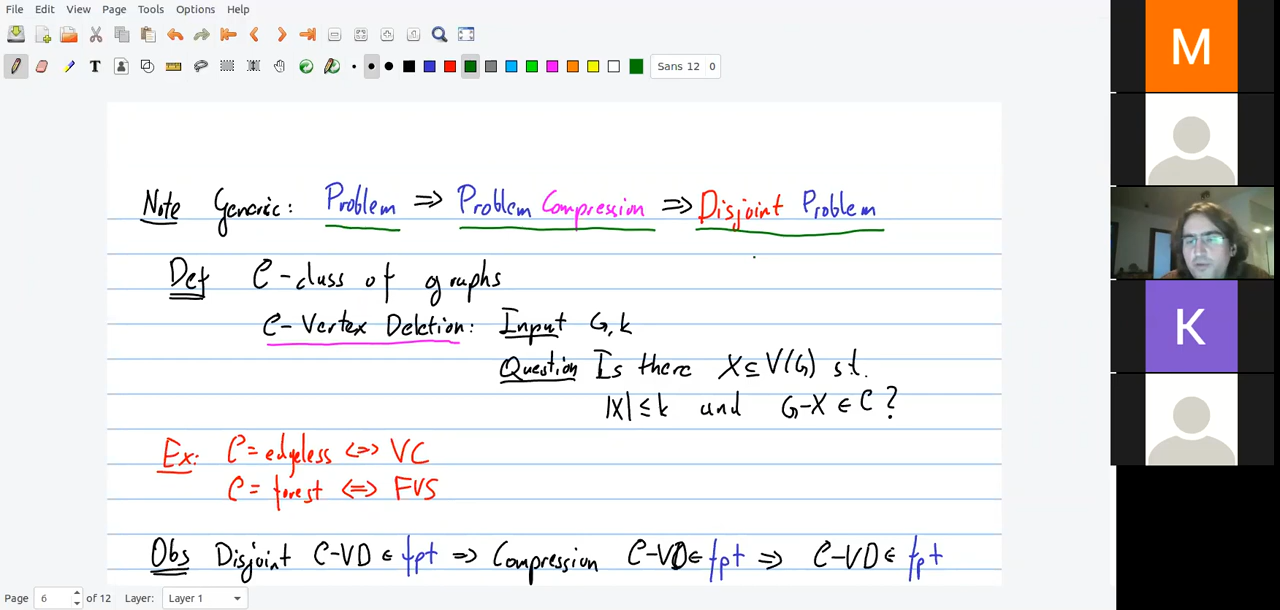 File Edit View Page Tools Options Help
Sans 12 0
Note Generic: Problem ⇒ Problem Compression ⇒ Disjoint Problem
Def C-class of graphs
C-Vertex Deletion: Input G, k
Question Is there X ⊆ V(G) s.t.
|X| ≤ k and G-X ∈ C ?
Ex: C = edgeless ⇔ VC
C = forest ⇔ FVS
Obs Disjoint C-VD ∈ fpt ⇒ Compression C-VD ∈ fpt ⇒ C-VD ∈ fpt
Page 6 of 12 Layer: Layer 1
M
K